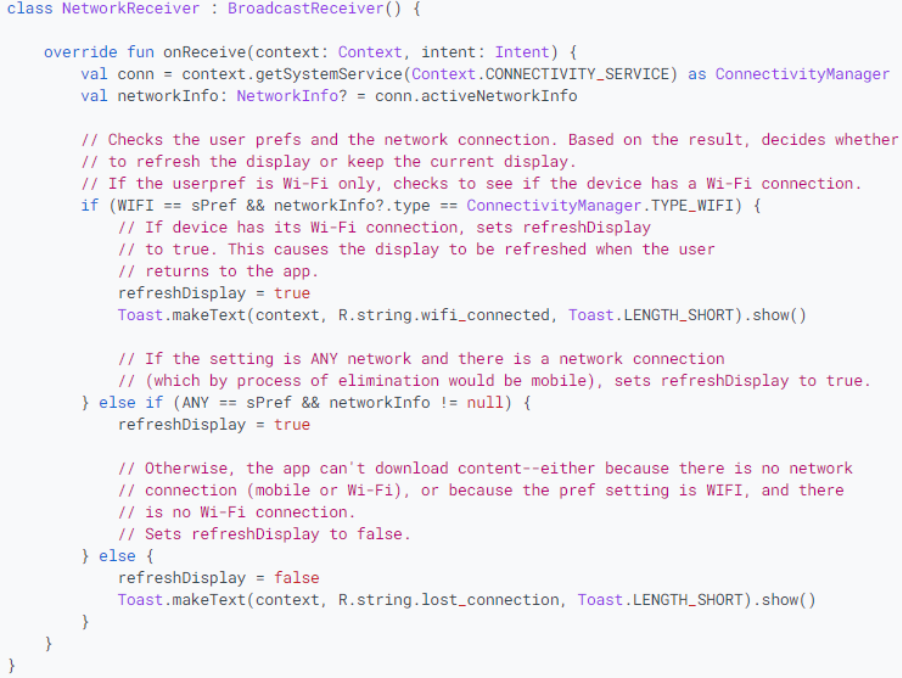 class NetworkReceiver : BroadcastReceiver() {
override fun onReceive(context: Context, intent: Intent) {
val conn = context.getSystemService(Context.CONNECTIVITY_SERVICE) as ConnectivityManager
val networkInfo: NetworkInfo? = conn.activeNetworkInfo
// Checks the user prefs and the network connection. Based on the result, decides whether
// to refresh the display or keep the current display.
// If the userpref is Wi-Fi only, checks to see if the device has a Wi-Fi connection.
if (WIFI == sPref && networkInfo?.type == ConnectivityManager.TYPE_WIFI) {
// If device has its Wi-Fi connection, sets refreshDisplay
// to true. This causes the display to be refreshed when the user
// returns to the app.
refreshDisplay = true
Toast.makeText(context, R.string.wifi_connected, Toast.LENGTH_SHORT).show()
// If the setting is ANY network and there is a network connection
// (which by process of elimination would be mobile), sets refreshDisplay to true.
} else if (ANY == sPref && networkInfo != null) {
refreshDisplay = true
// Otherwise, the app can't download content--either because there is no network
// connection (mobile or Wi-Fi), or because the pref setting is WIFI, and there
// is no Wi-Fi connection.
// Sets refreshDisplay to false.
} else {
refreshDisplay = false
Toast.makeText(context, R.string.lost_connection, Toast.LENGTH_SHORT).show()
}
}
}